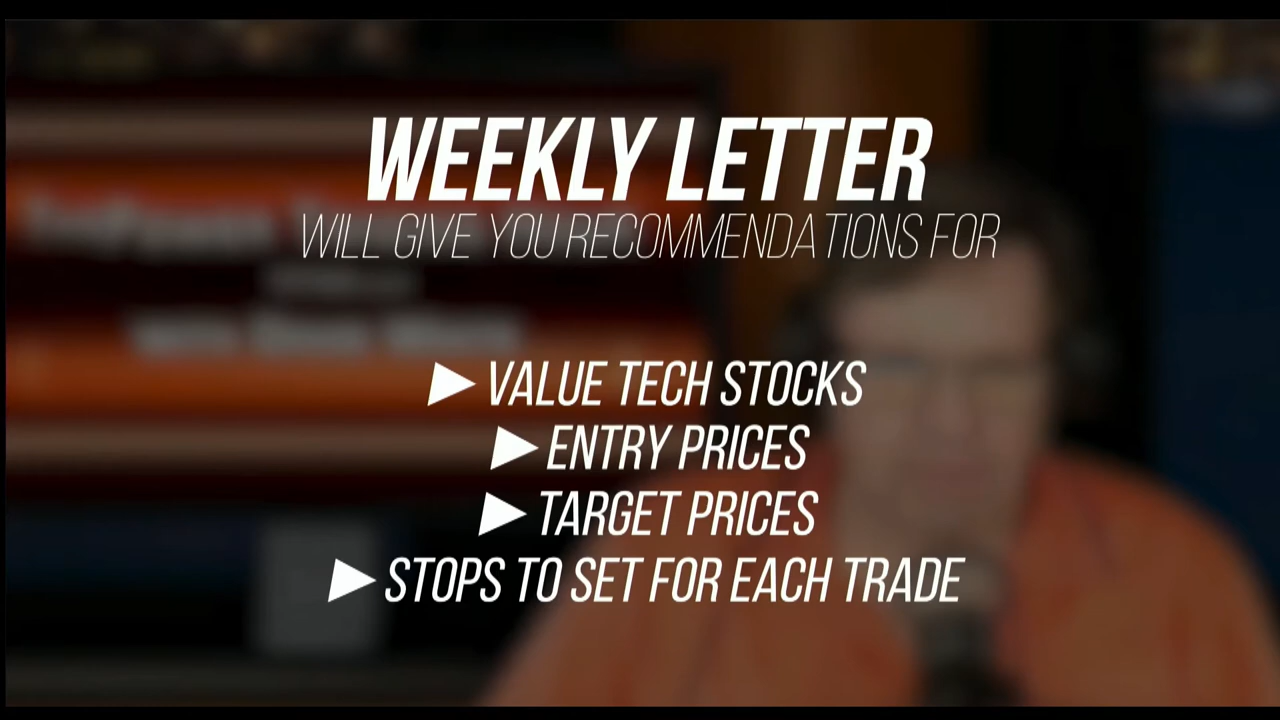 WEEKLY LETTER
WILL GIVE YOU RECOMMENDATIONS FOR
► VALUE TECH STOCKS
► ENTRY PRICES
► TARGET PRICES
► STOPS TO SET FOR EACH TRADE